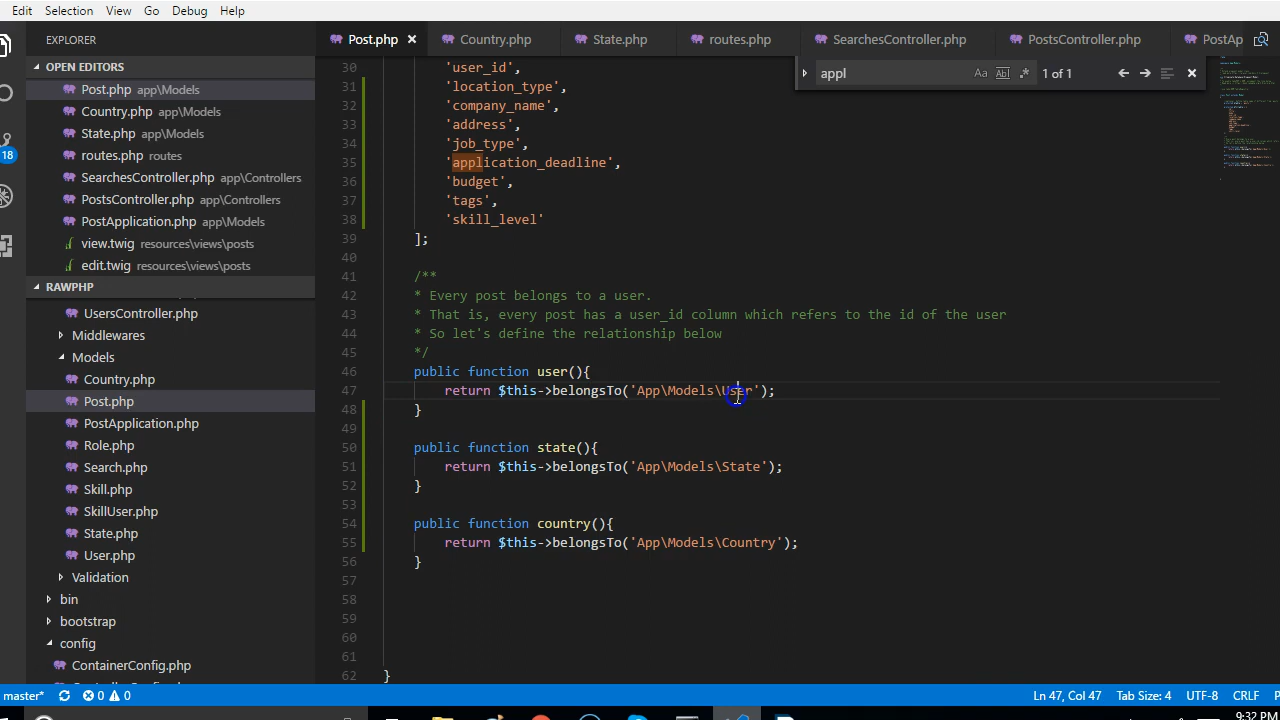 Edit Selection View Go Debug Help
EXPLORER
OPEN EDITORS
Post.php app\Models
Country.php app\Models
State.php app\Models
routes.php routes
SearchesController.php app\Controllers
PostsController.php app\Controllers
PostApplication.php app\Models
view.twig resources\views\posts
edit.twig resources\views\posts
RAWPHP
UsersController.php
Middlewares
Models
Country.php
Post.php
PostApplication.php
Role.php
Search.php
Skill.php
SkillUser.php
State.php
User.php
Validation
bin
bootstrap
config
ContainerConfig.php
18
Post.php Country.php State.php routes.php SearchesController.php PostsController.php PostAp
appl Aa Abl .* 1 of 1
30 'user_id',
31 'location_type',
32 'company_name',
33 'address',
34 'job_type',
35 'application_deadline',
36 'budget',
37 'tags',
38 'skill_level'
39 ];
40
41 /**
42 * Every post belongs to a user.
43 * That is, every post has a user_id column which refers to the id of the user
44 * So let's define the relationship below
45 */
46 public function user(){
47 return $this->belongsTo('App\Models\User');
48 }
49
50 public function state(){
51 return $this->belongsTo('App\Models\State');
52 }
53
54 public function country(){
55 return $this->belongsTo('App\Models\Country');
56 }
57
58
59
60
61
62 }
master* 0 0 Ln 47, Col 47 Tab Size: 4 UTF-8 CRLF
9:32 PM